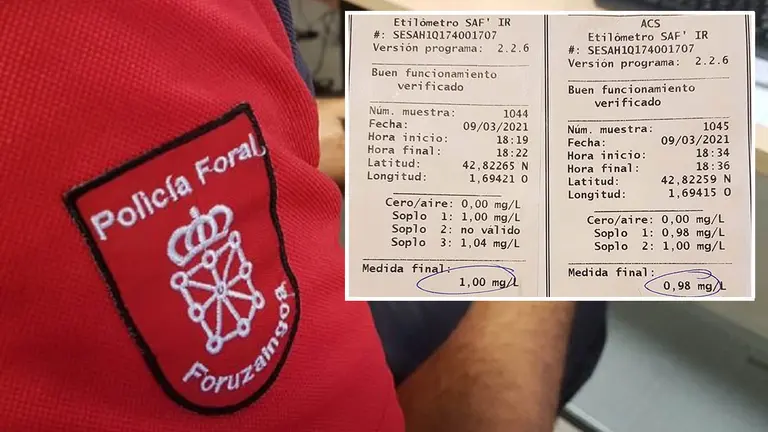 Policía Foral
Foruzaingoa
Etilómetro SAF' IR
#: SESAH1Q174001707
Versión programa: 2.2.6
Buen funcionamiento
verificado
Núm. muestra: 1044
Fecha: 09/03/2021
Hora inicio: 18:19
Hora final: 18:22
Latitud: 42,82265 N
Longitud: 1,69421 O
Cero/aire: 0,00 mg/L
Soplo 1: 1,00 mg/L
Soplo 2: no válido
Soplo 3: 1,04 mg/L
Medida final:
1,00 mg/L
ACS
Etilómetro SAF' IR
#: SESAH1Q174001707
Versión programa: 2.2.6
Buen funcionamiento
verificado
Núm. muestra: 1045
Fecha: 09/03/2021
Hora inicio: 18:34
Hora final: 18:36
Latitud: 42,82259 N
Longitud: 1,69415 O
Cero/aire: 0,00 mg/L
Soplo 1: 0,98 mg/L
Soplo 2: 1,00 mg/L
Medida final:
0,98 mg/L